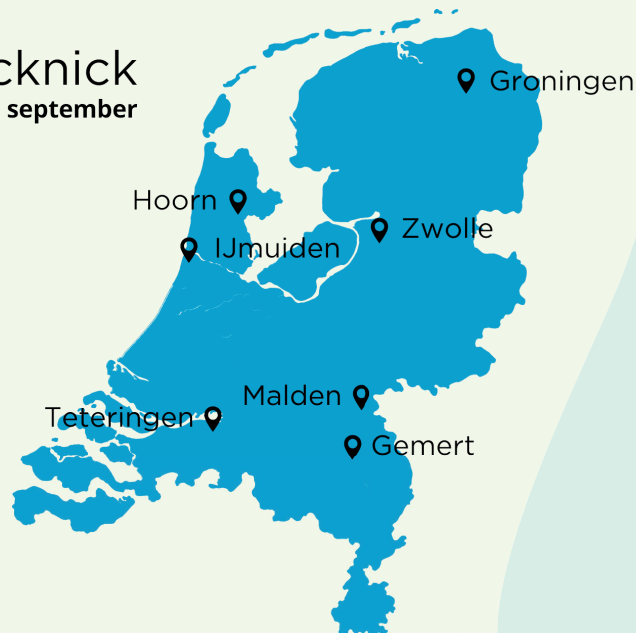 cknick
september
Groningen
Hoorn
Zwolle
IJmuiden
Malden
Teteringen
Gemert